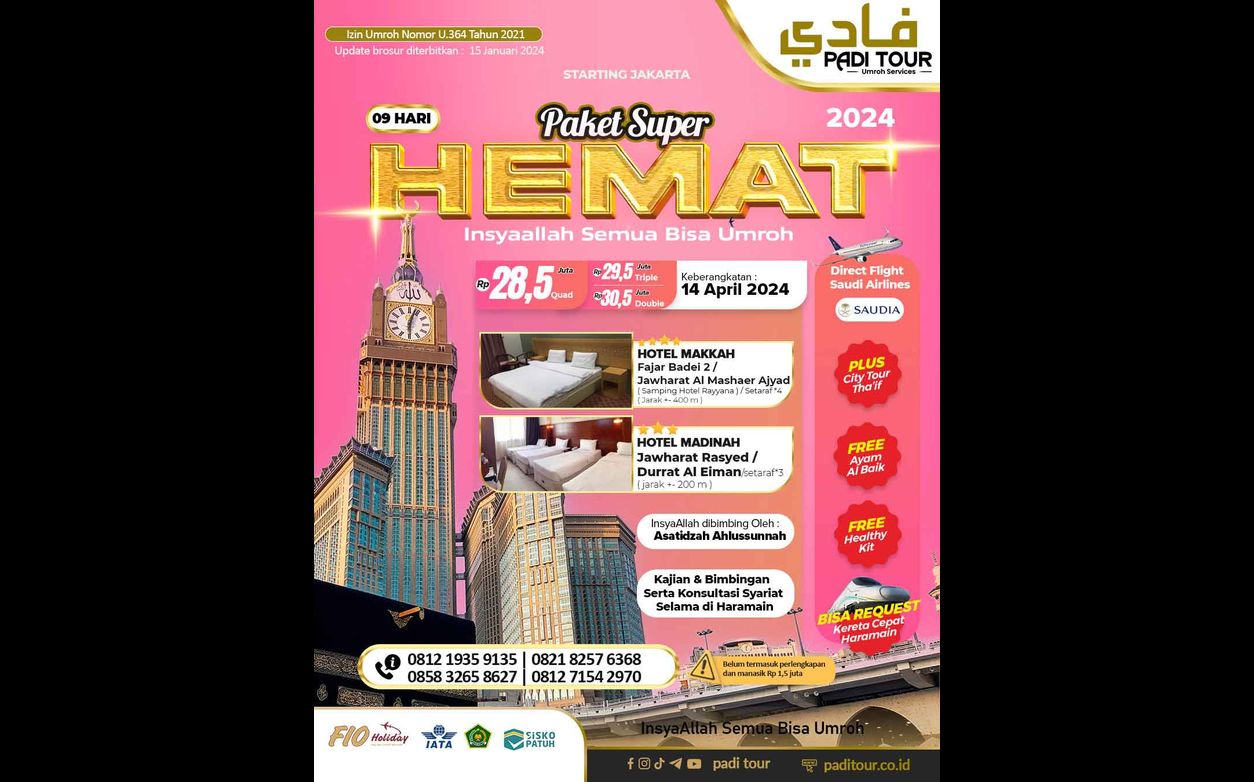 Izin Umroh Nomor U.364 Tahun 2021
Update brosur diterbitkan : 15 Januari 2024
فادي
PADI TOUR
Umroh Services
STARTING JAKARTA
09 HARI
Paket Super
2024
HEMAT
Insyaallah Semua Bisa Umroh
Rp 28,5 Juta Quad
Rp 29,5 Juta Triple
Rp 30,5 Juta Double
Keberangkatan :
14 April 2024
Direct Flight
Saudi Airlines
SAUDIA
HOTEL MAKKAH
Fajar Badei 2 /
Jawharat Al Mashaer Ajyad
( Samping Hotel Rayyana ) / Setaraf *4
( Jarak +- 400 m )
PLUS
City Tour
Tha'if
HOTEL MADINAH
Jawharat Rasyed /
Durrat Al Eiman/setaraf*3
( jarak +- 200 m )
FREE
Ayam
Al Baik
InsyaAllah dibimbing Oleh :
Asatidzah Ahlussunnah
FREE
Healthy
Kit
Kajian & Bimbingan
Serta Konsultasi Syariat
Selama di Haramain
BISA REQUEST
Kereta Cepat
Haramain
0812 1935 9135 | 0821 8257 6368
0858 3265 8627 | 0812 7154 2970
Belum termasuk perlengkapan
dan manasik Rp 1,5 juta
FIO Holiday
IATA
SiSKO
PATUH
InsyaAllah Semua Bisa Umroh
padi tour
paditour.co.id